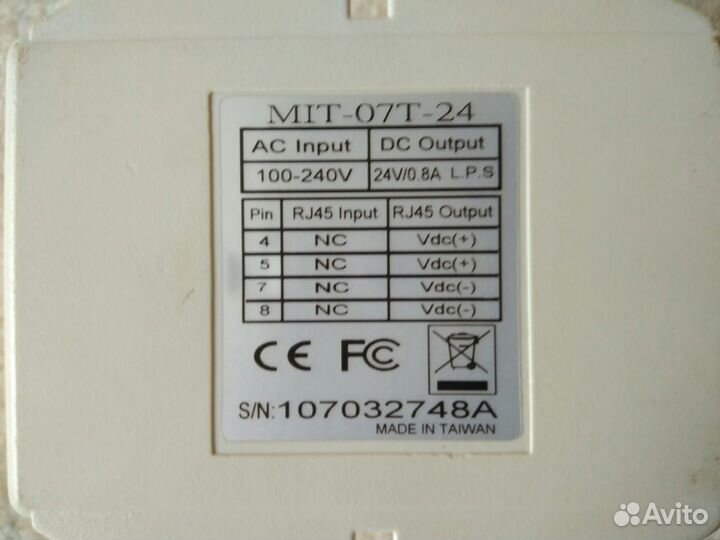 MIT-07T-24
AC Input DC Output
100-240V 24V/0.8A L.P.S
Pin RJ45 Input RJ45 Output
4 NC Vdc(+)
5 NC Vdc(+)
7 NC Vdc(-)
8 NC Vdc(-)
CE FC
S/N:107032748A
MADE IN TAIWAN
Avito